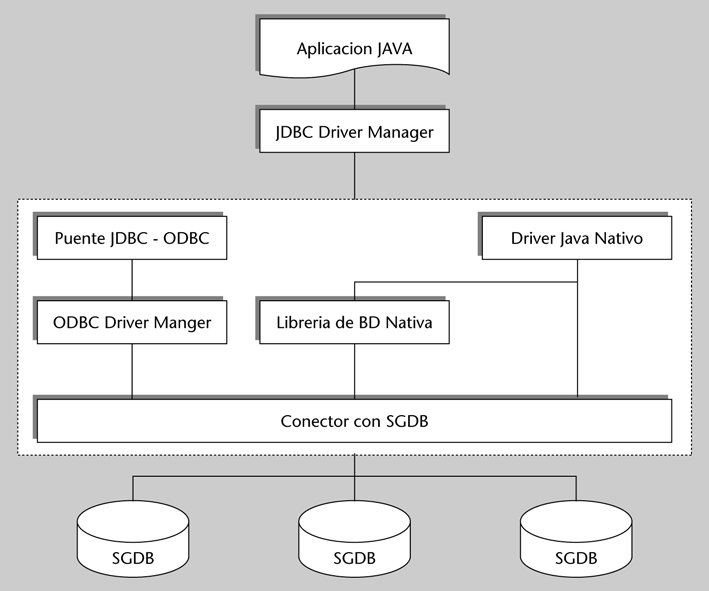 Aplicacion JAVA
JDBC Driver Manager
Puente JDBC - ODBC
Driver Java Nativo
ODBC Driver Manger
Libreria de BD Nativa
Conector con SGDB
SGDB
SGDB
SGDB